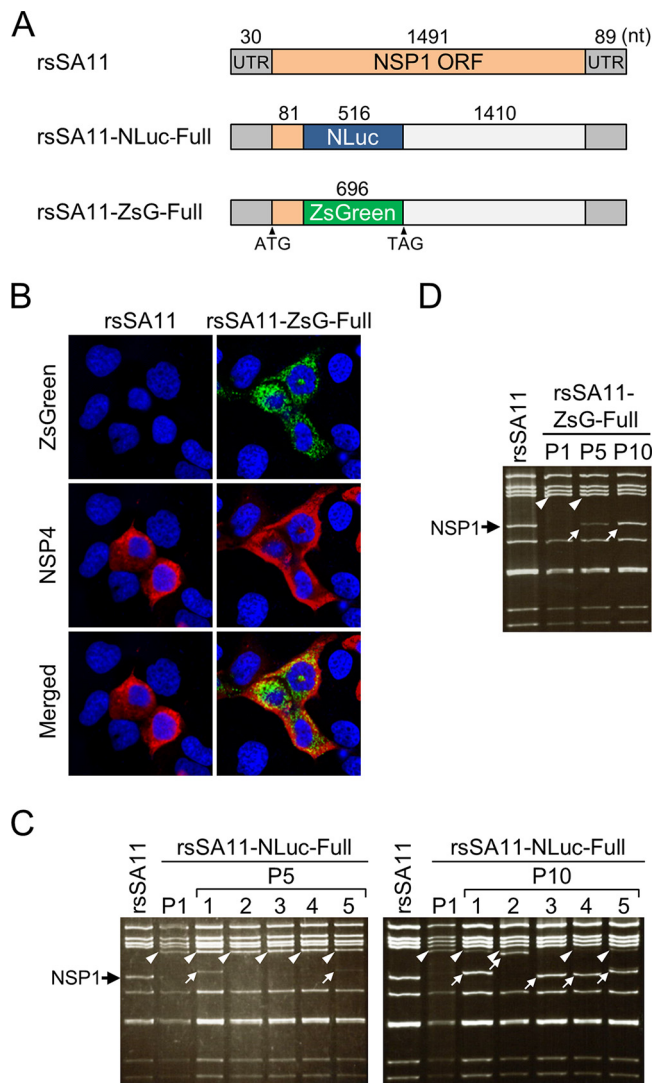 A
30 1491 89 (nt)
rsSA11 UTR NSP1 ORF UTR
81 516 1410
rsSA11-NLuc-Full NLuc
696
rsSA11-ZsG-Full ZsGreen
ATG TAG
B
rsSA11 rsSA11-ZsG-Full
ZsGreen
NSP4
Merged
D
rsSA11
rsSA11-
ZsG-Full
P1 P5 P10
NSP1
C
rsSA11
rsSA11-NLuc-Full
P5
P1 1 2 3 4 5
NSP1
rsSA11
rsSA11-NLuc-Full
P10
P1 1 2 3 4 5